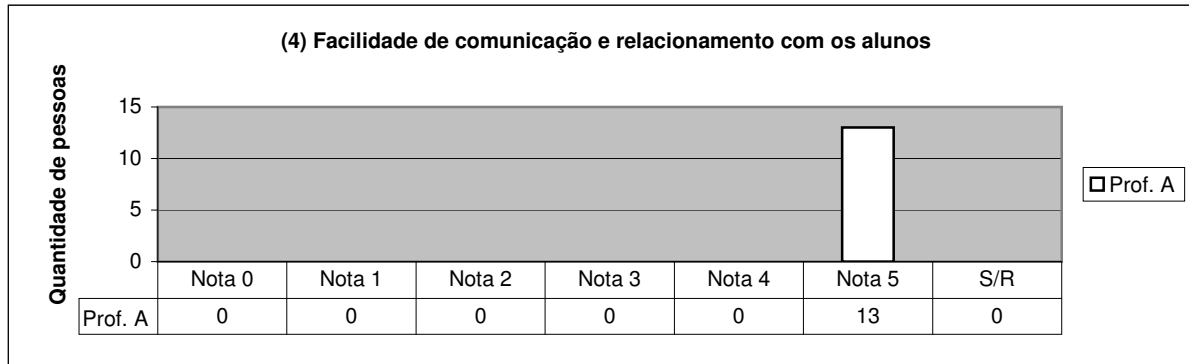 (4) Facilidade de comunicação e relacionamento com os alunos
Quantidade de pessoas
15
10
5
0
Nota 0 Nota 1 Nota 2 Nota 3 Nota 4 Nota 5 S/R
Prof. A 0 0 0 0 0 13 0
Prof. A